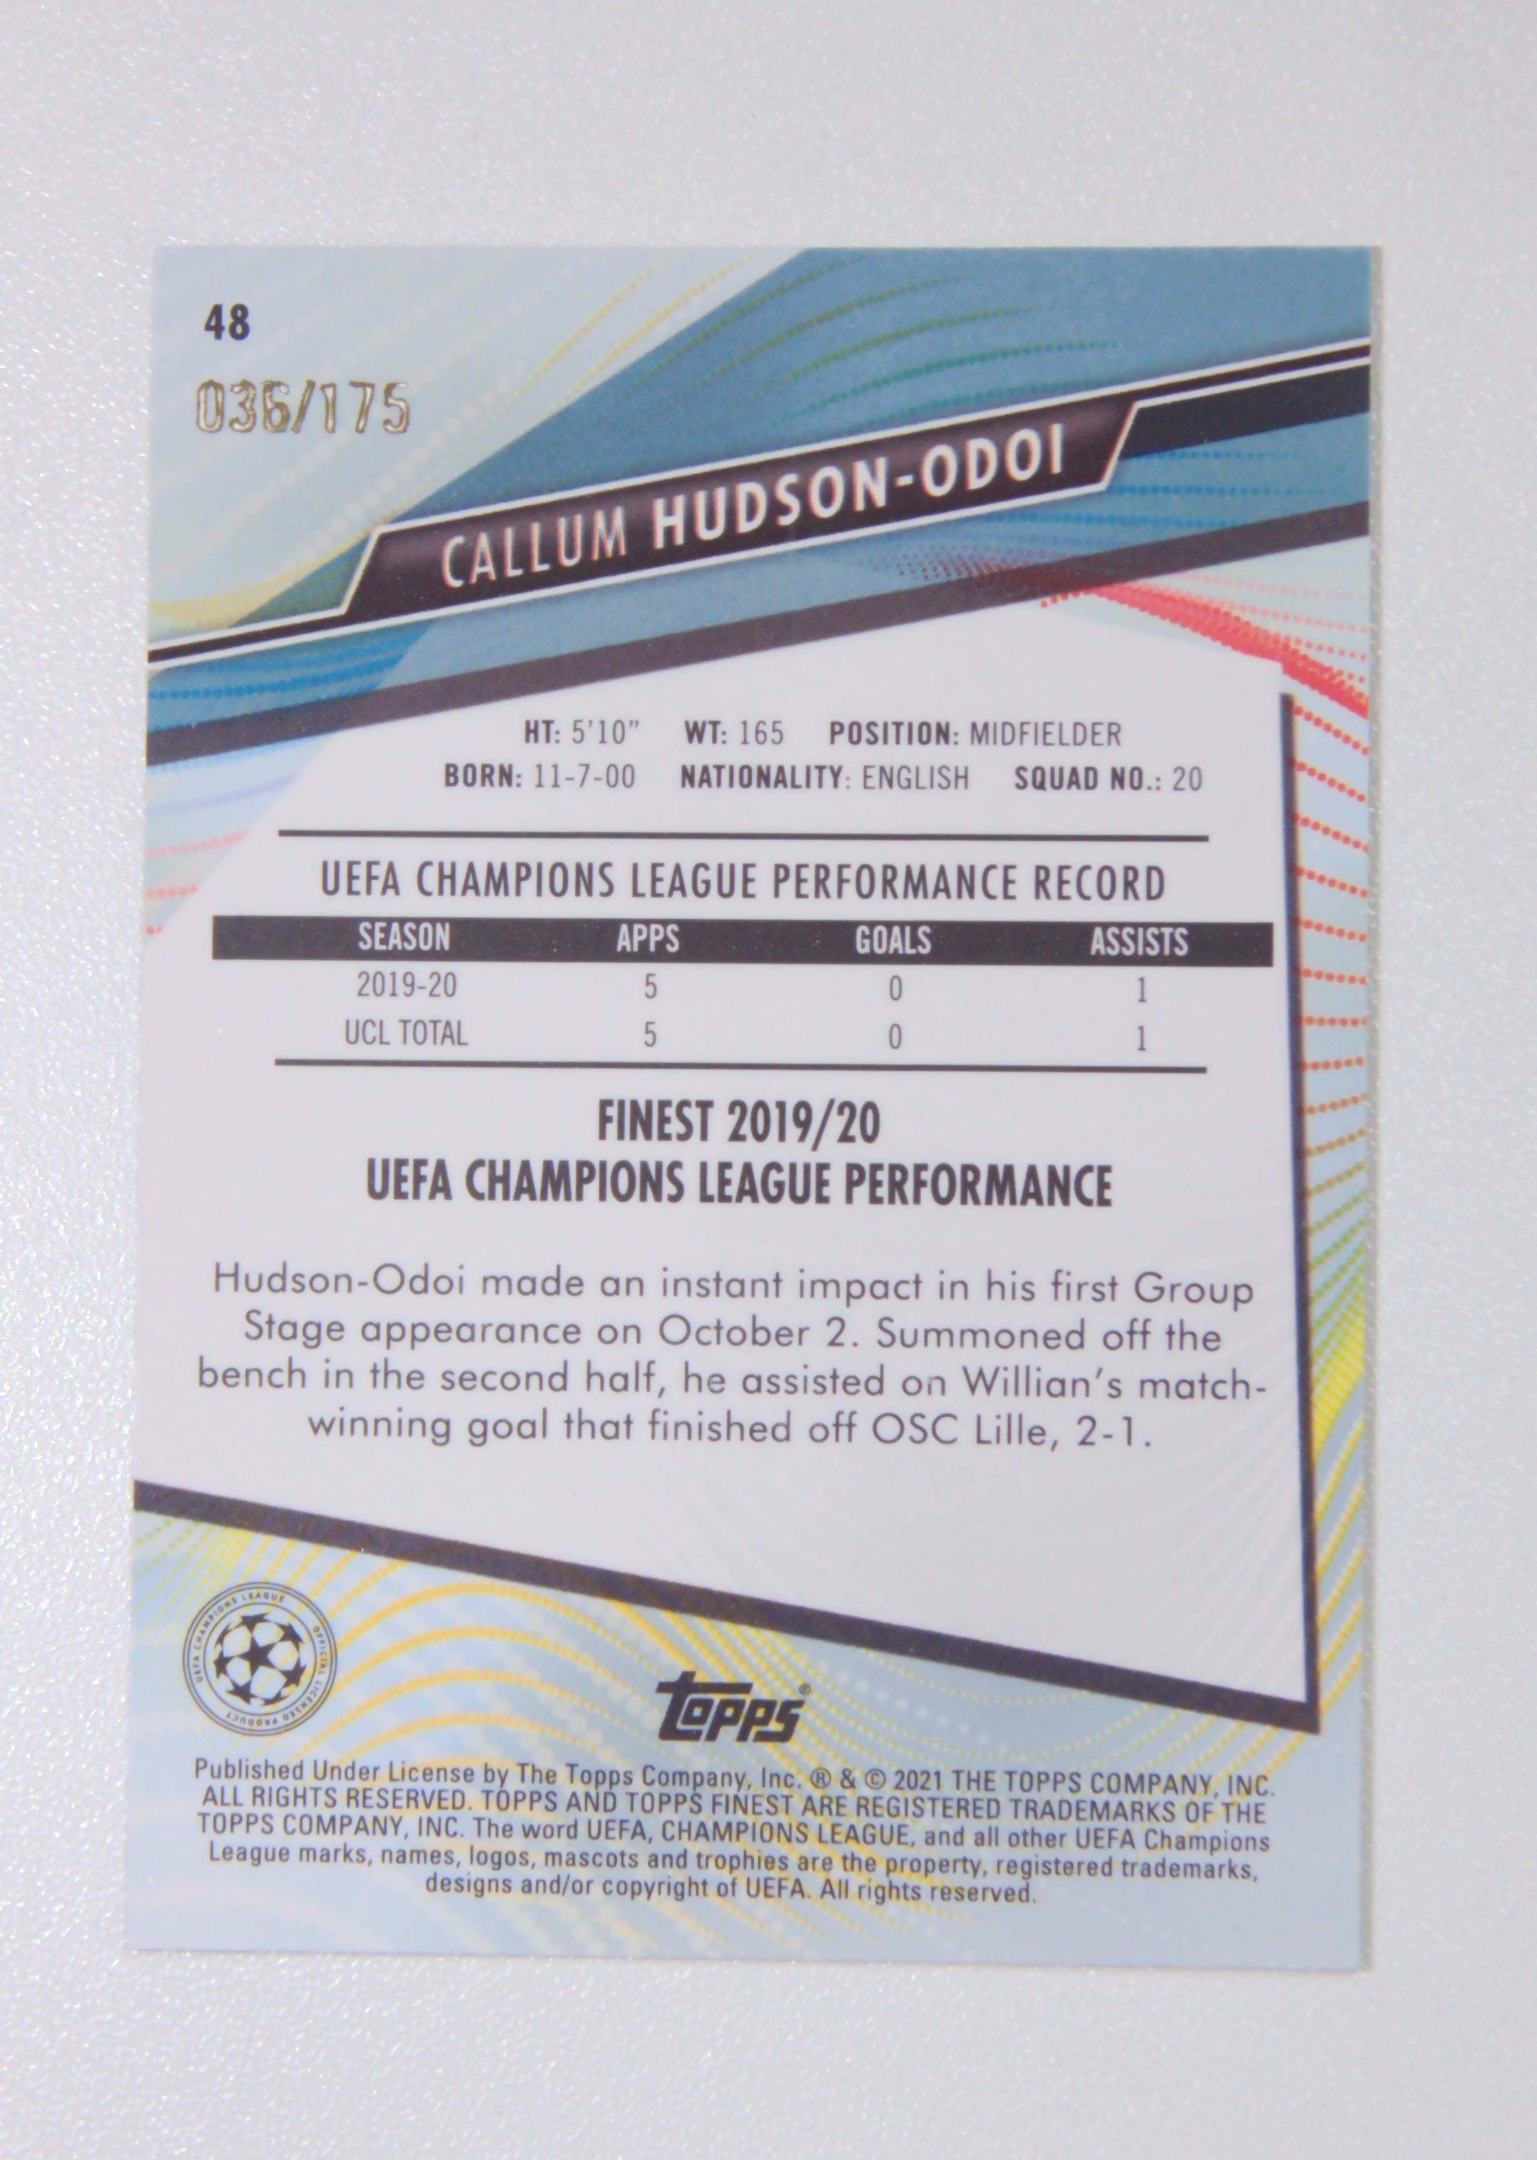 48
036/175
CALLUM HUDSON-ODOI
HT: 5'10" WT: 165 POSITION: MIDFIELDER
BORN: 11-7-00 NATIONALITY: ENGLISH SQUAD NO.: 20
UEFA CHAMPIONS LEAGUE PERFORMANCE RECORD
SEASON APPS GOALS ASSISTS
2019-20 5 0 1
UCL TOTAL 5 0 1
FINEST 2019/20
UEFA CHAMPIONS LEAGUE PERFORMANCE
Hudson-Odoi made an instant impact in his first Group
Stage appearance on October 2. Summoned off the
bench in the second half, he assisted on Willian's match-
winning goal that finished off OSC Lille, 2-1.
UEFA CHAMPIONS LEAGUE OFFICIAL LICENSED PRODUCT
topps®
Published Under License by The Topps Company, Inc. ® & © 2021 THE TOPPS COMPANY, INC.
ALL RIGHTS RESERVED. TOPPS AND TOPPS FINEST ARE REGISTERED TRADEMARKS OF THE
TOPPS COMPANY, INC. The word UEFA, CHAMPIONS LEAGUE, and all other UEFA Champions
League marks, names, logos, mascots and trophies are the property, registered trademarks,
designs and/or copyright of UEFA. All rights reserved.